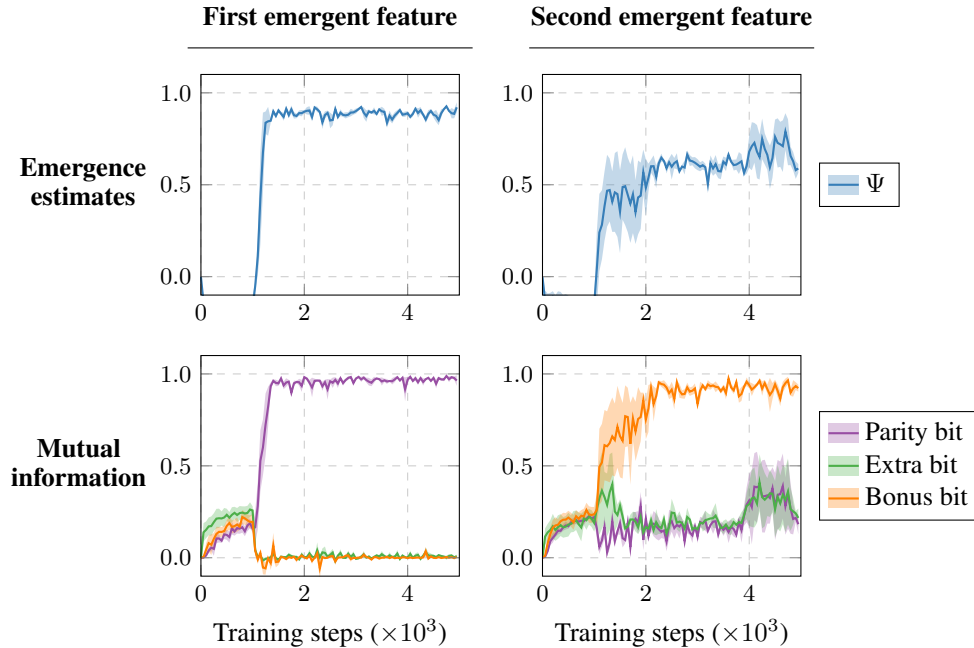 First emergent feature
Second emergent feature
Emergence
estimates
1.0
0.5
0.0
0
2
4
1.0
0.5
0.0
0
2
4
Ψ
Mutual
information
1.0
0.5
0.0
0
2
4
Training steps (×10³)
1.0
0.5
0.0
0
2
4
Training steps (×10³)
Parity bit
Extra bit
Bonus bit